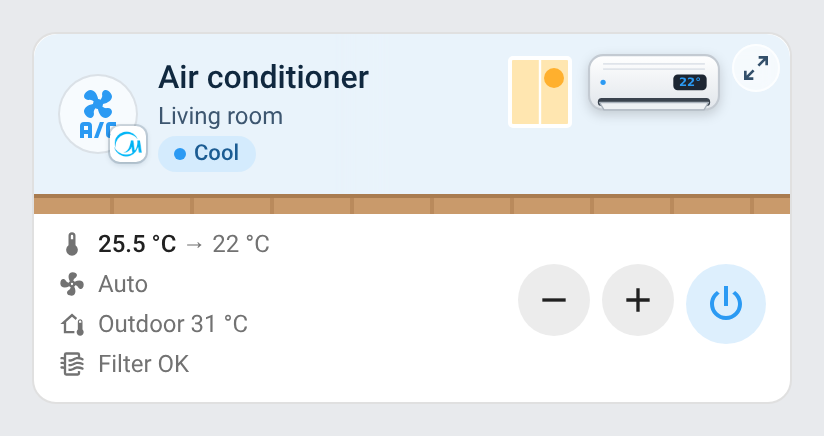 Air conditioner
Living room
Cool
A/C
22°
25.5 °C → 22 °C
Auto
Outdoor 31 °C
Filter OK